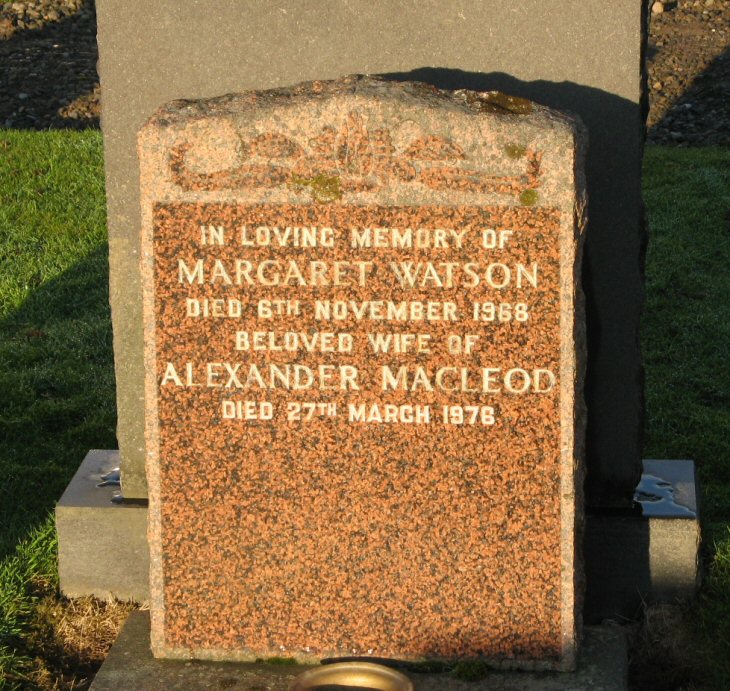 IN LOVING MEMORY OF
MARGARET WATSON
DIED 6TH NOVEMBER 1968
BELOVED WIFE OF
ALEXANDER MACLEOD
DIED 27TH MARCH 1976